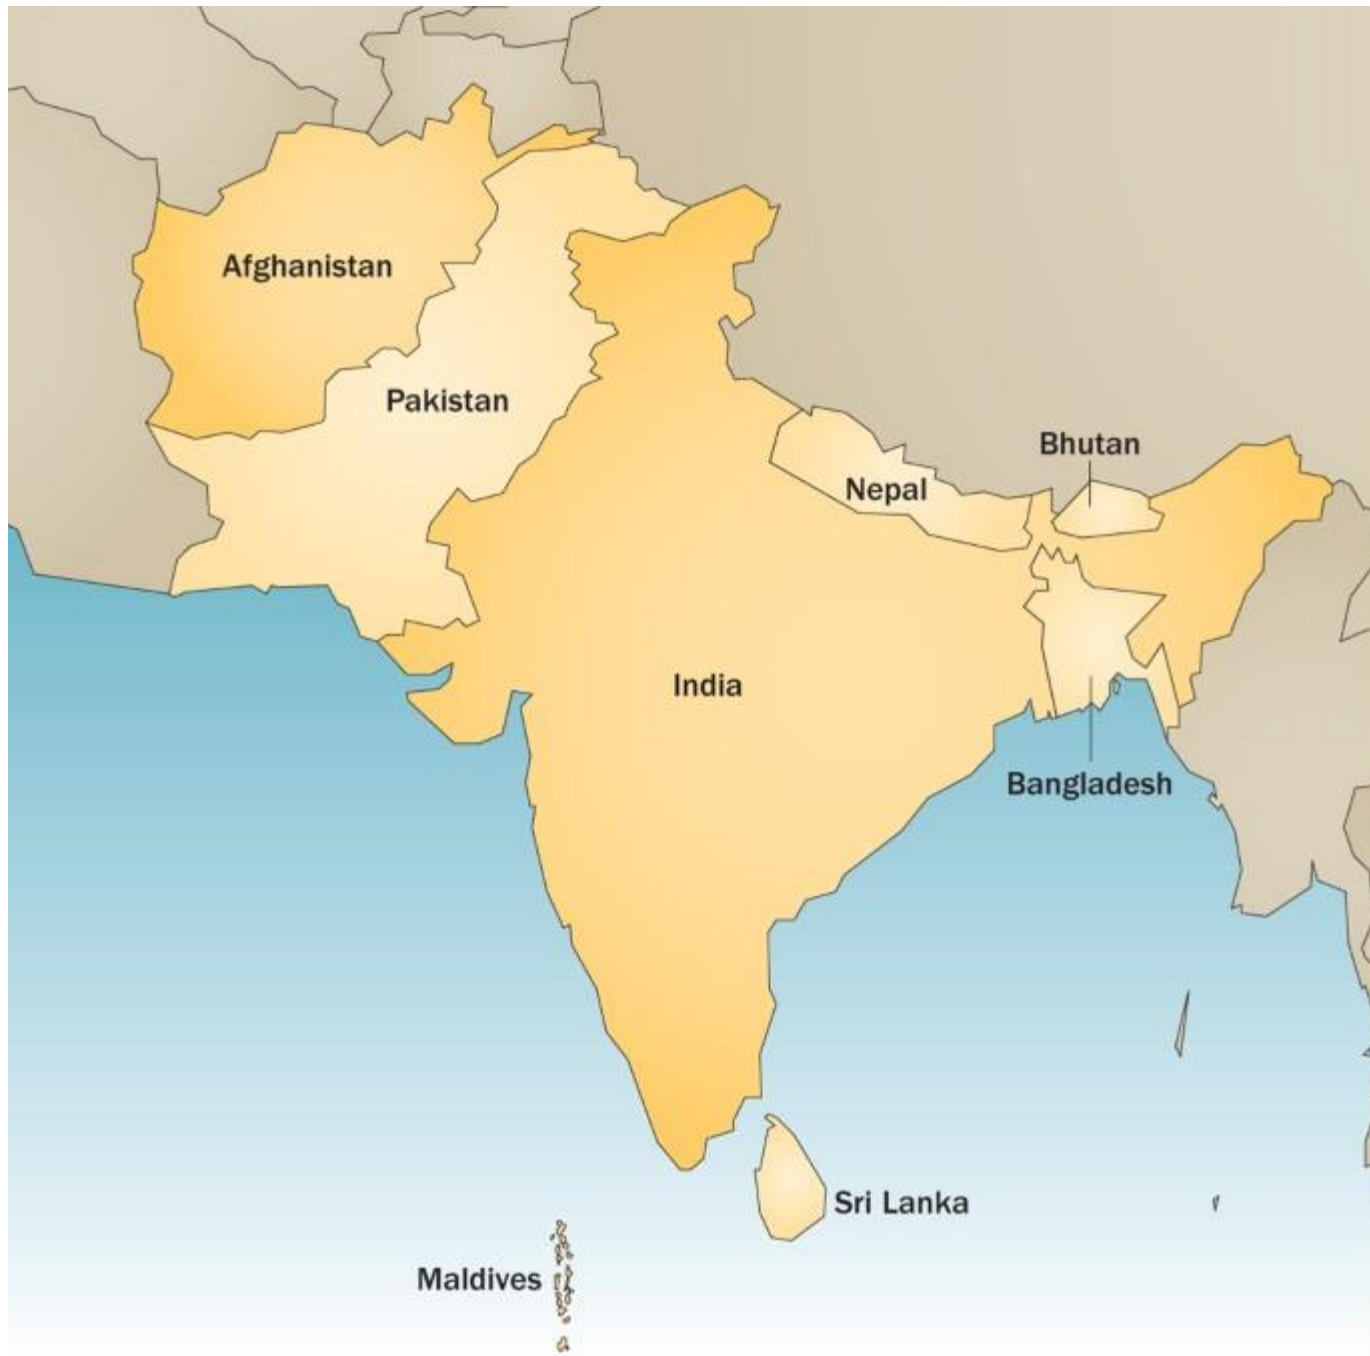 Afghanistan
Pakistan
Bhutan
Nepal
India
Bangladesh
Sri Lanka
Maldives